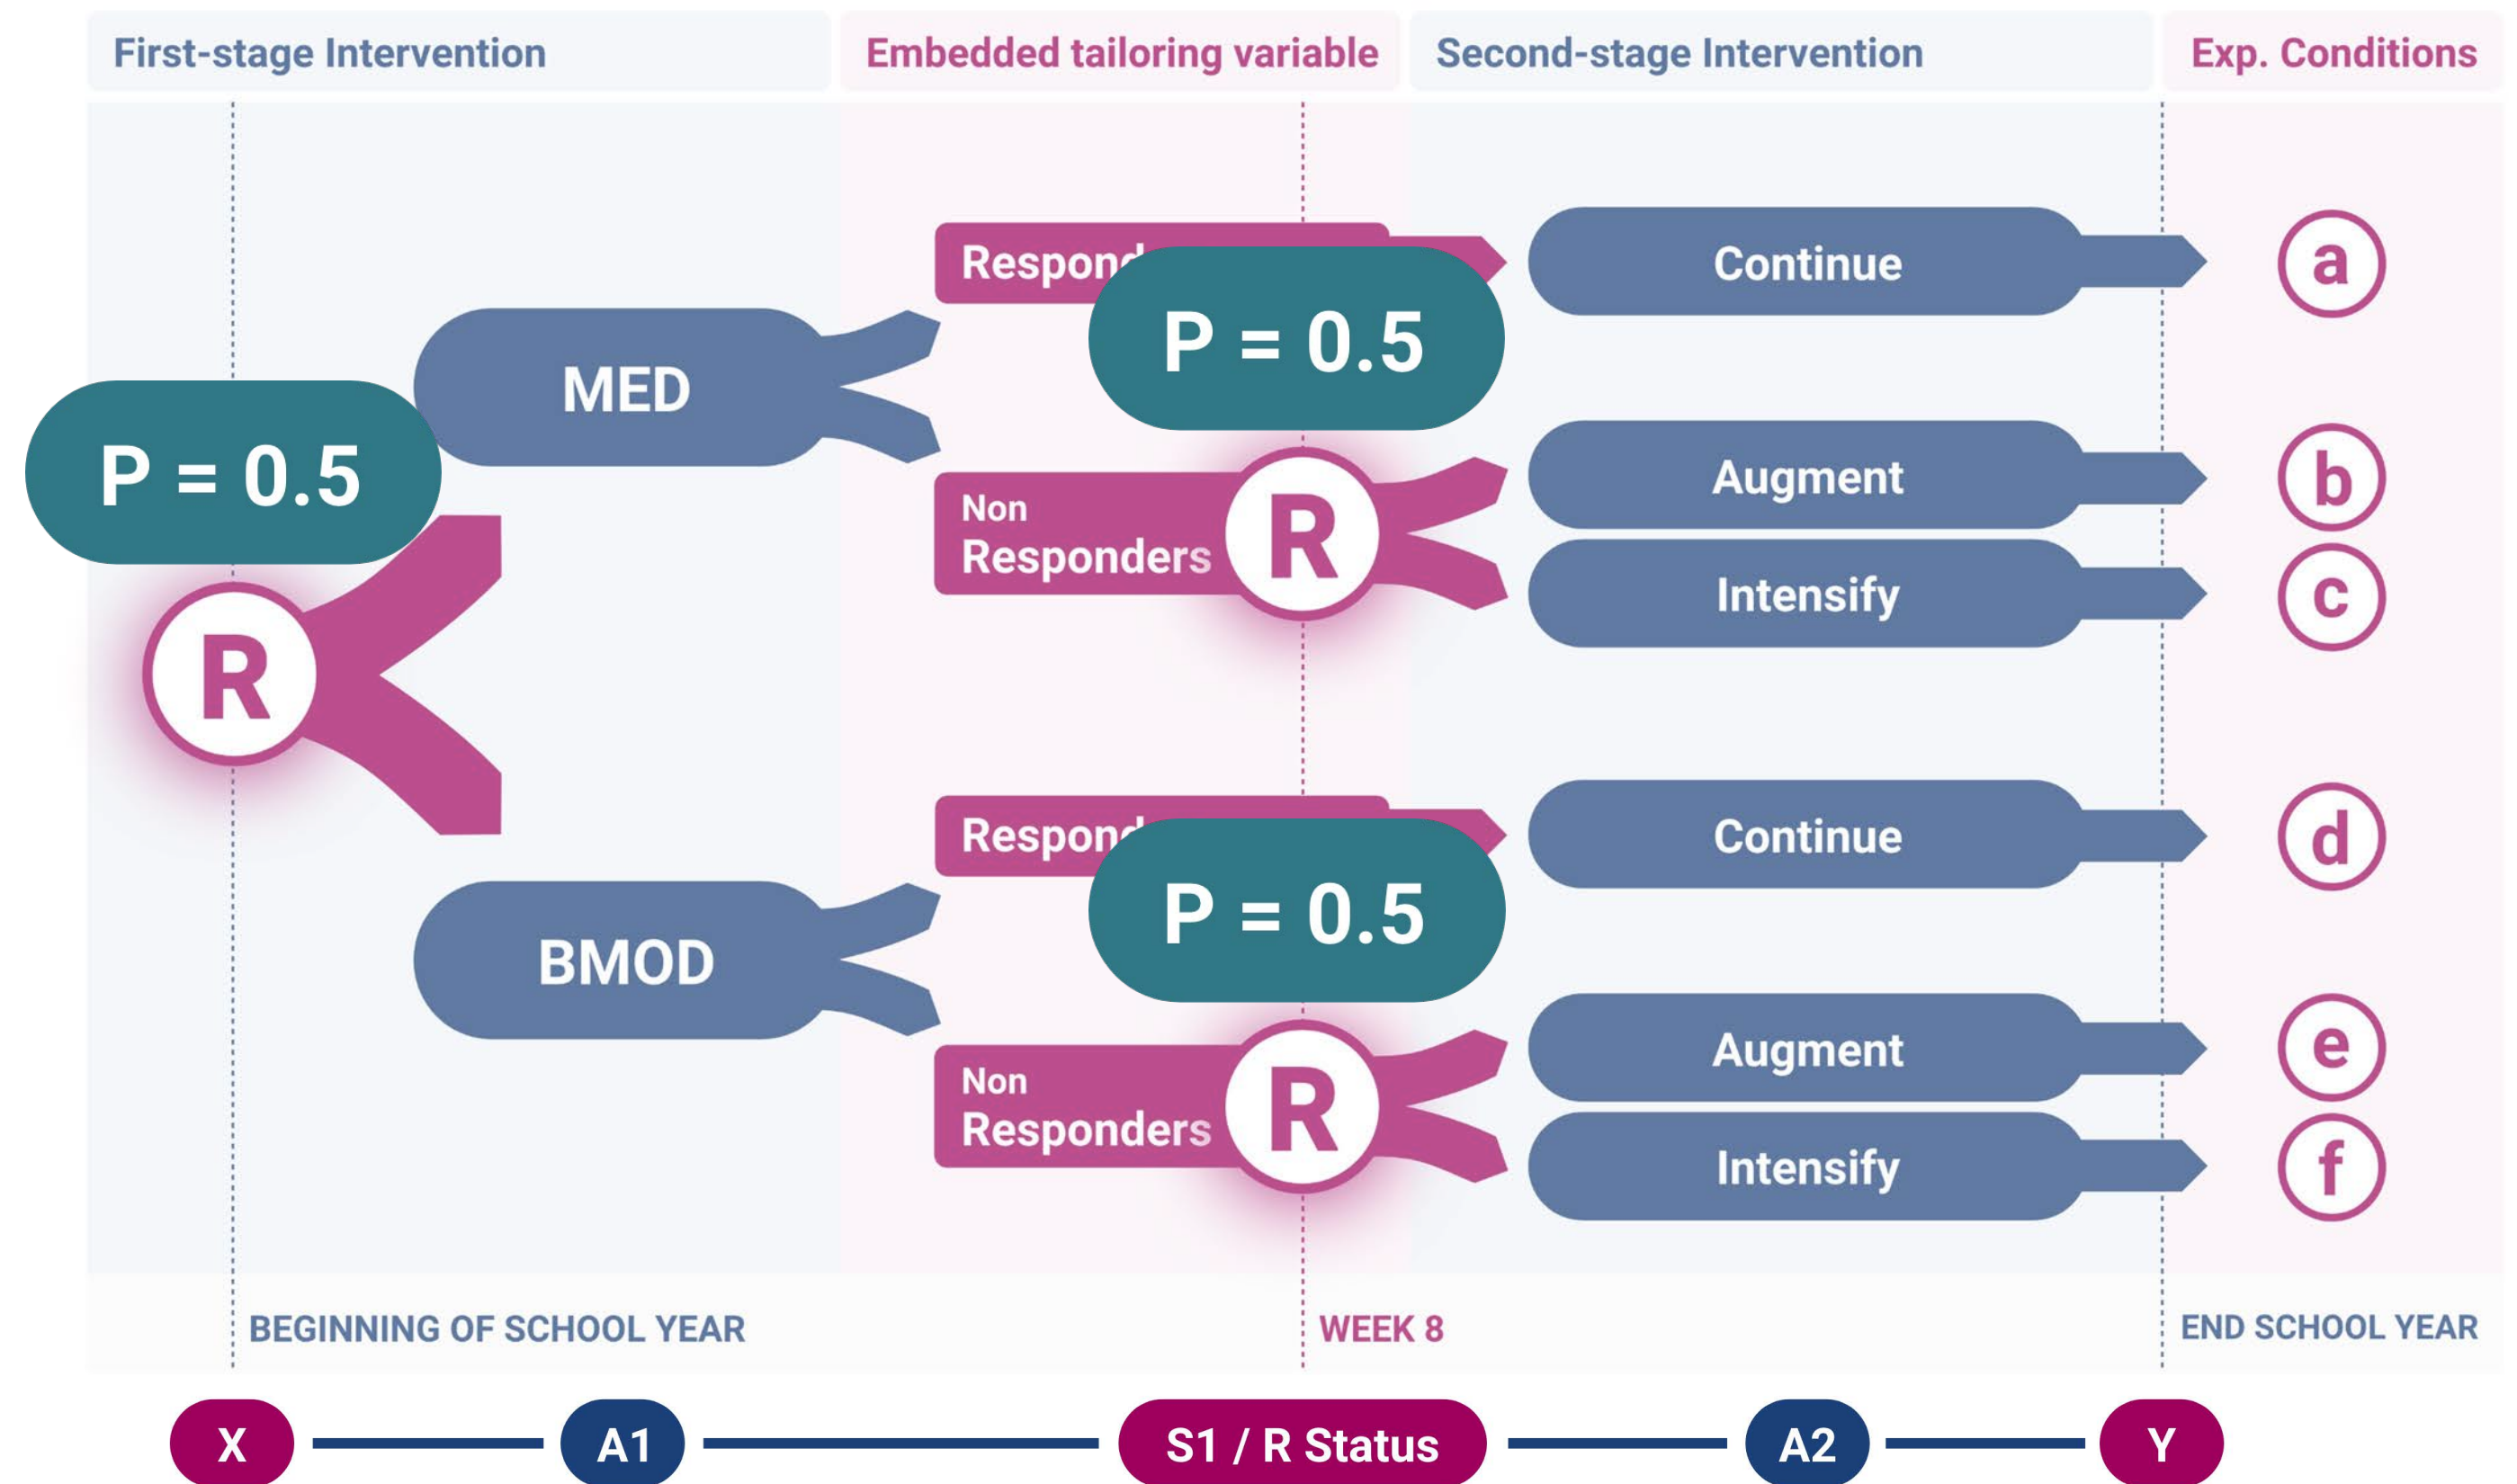 First-stage Intervention
Embedded tailoring variable
Second-stage Intervention
Exp. Conditions
Continue
a
P = 0.5
MED
P = 0.5
Augment
b
Non
Responders
R
Intensify
c
R
Continue
d
P = 0.5
BMOD
Augment
e
Non
Responders
R
Intensify
f
BEGINNING OF SCHOOL YEAR
WEEK 8
END SCHOOL YEAR
X
A1
S1 / R Status
A2
Y